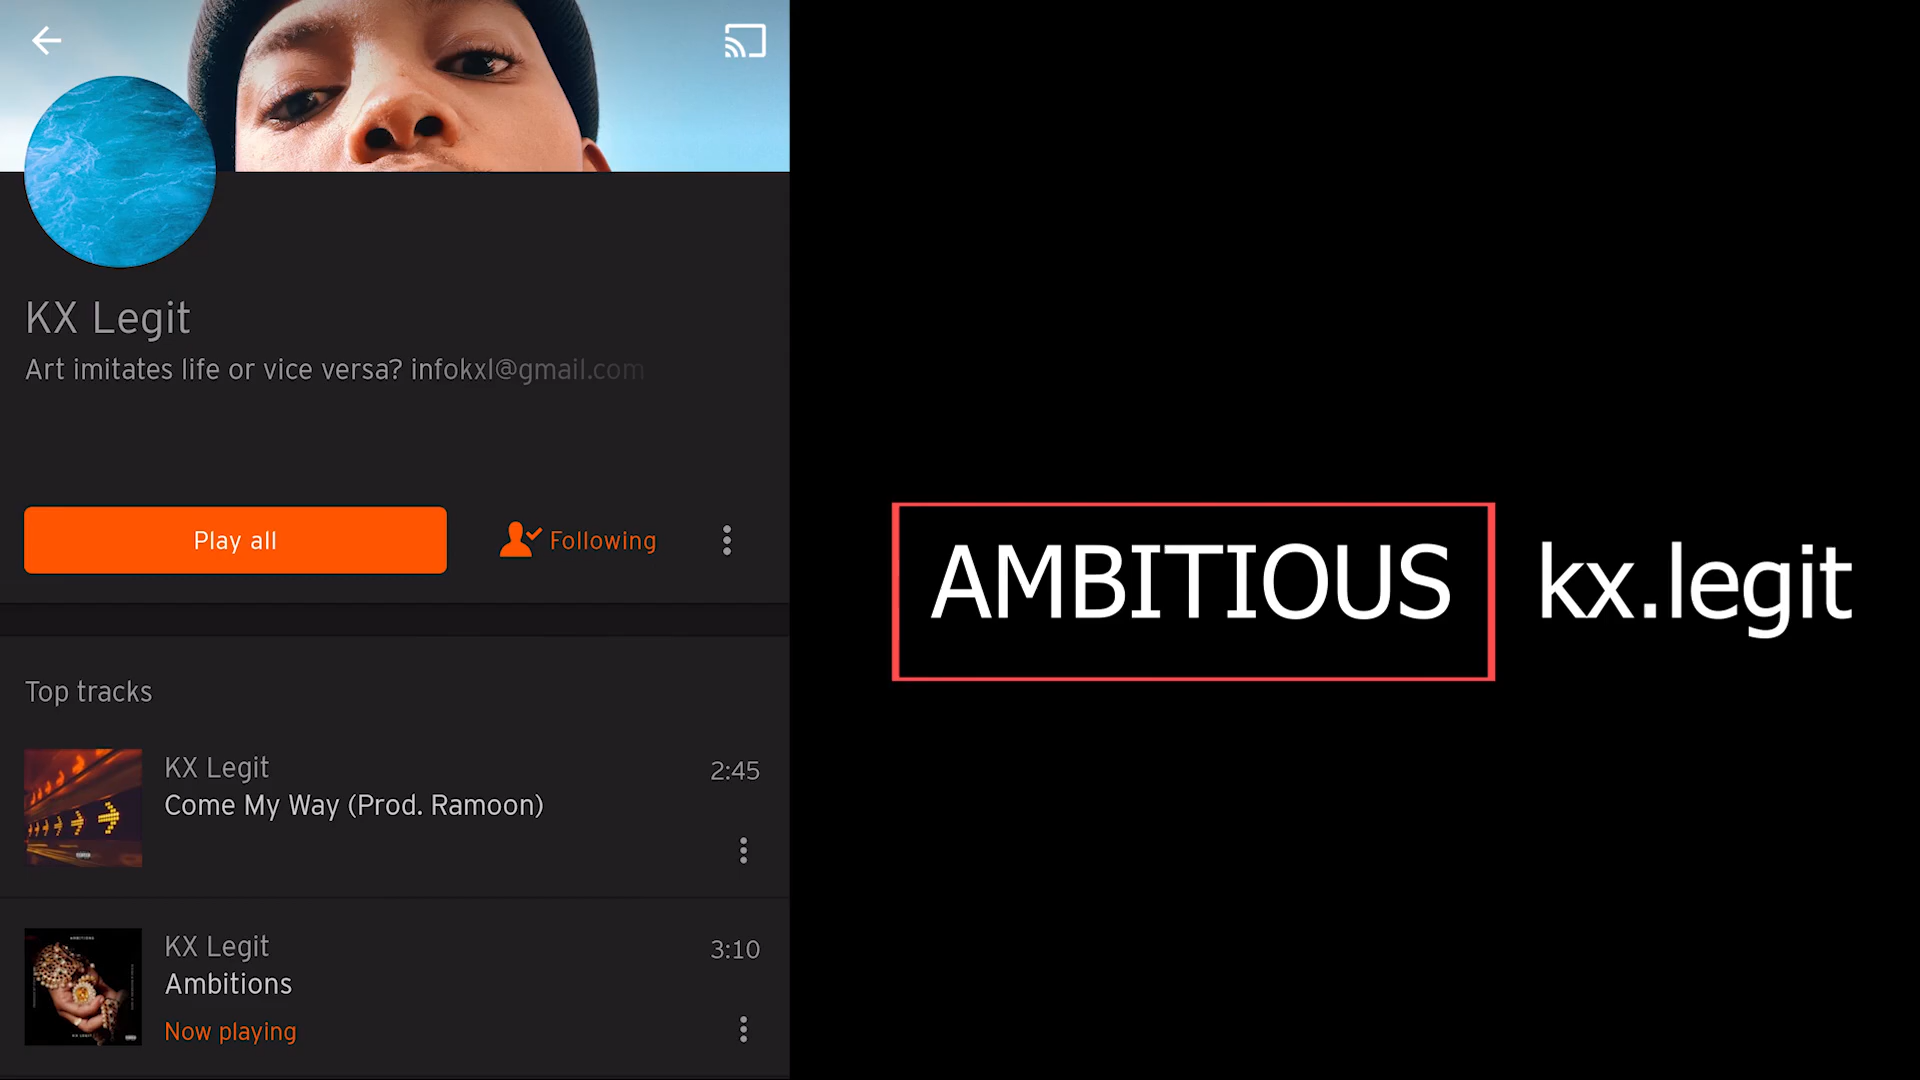 KX Legit
Art imitates life or vice versa? infokxl@gmail.com
Play all
Following
Top tracks
KX Legit
2:45
Come My Way (Prod. Ramoon)
KX Legit
3:10
Ambitions
Now playing
AMBITIOUS kx.legit